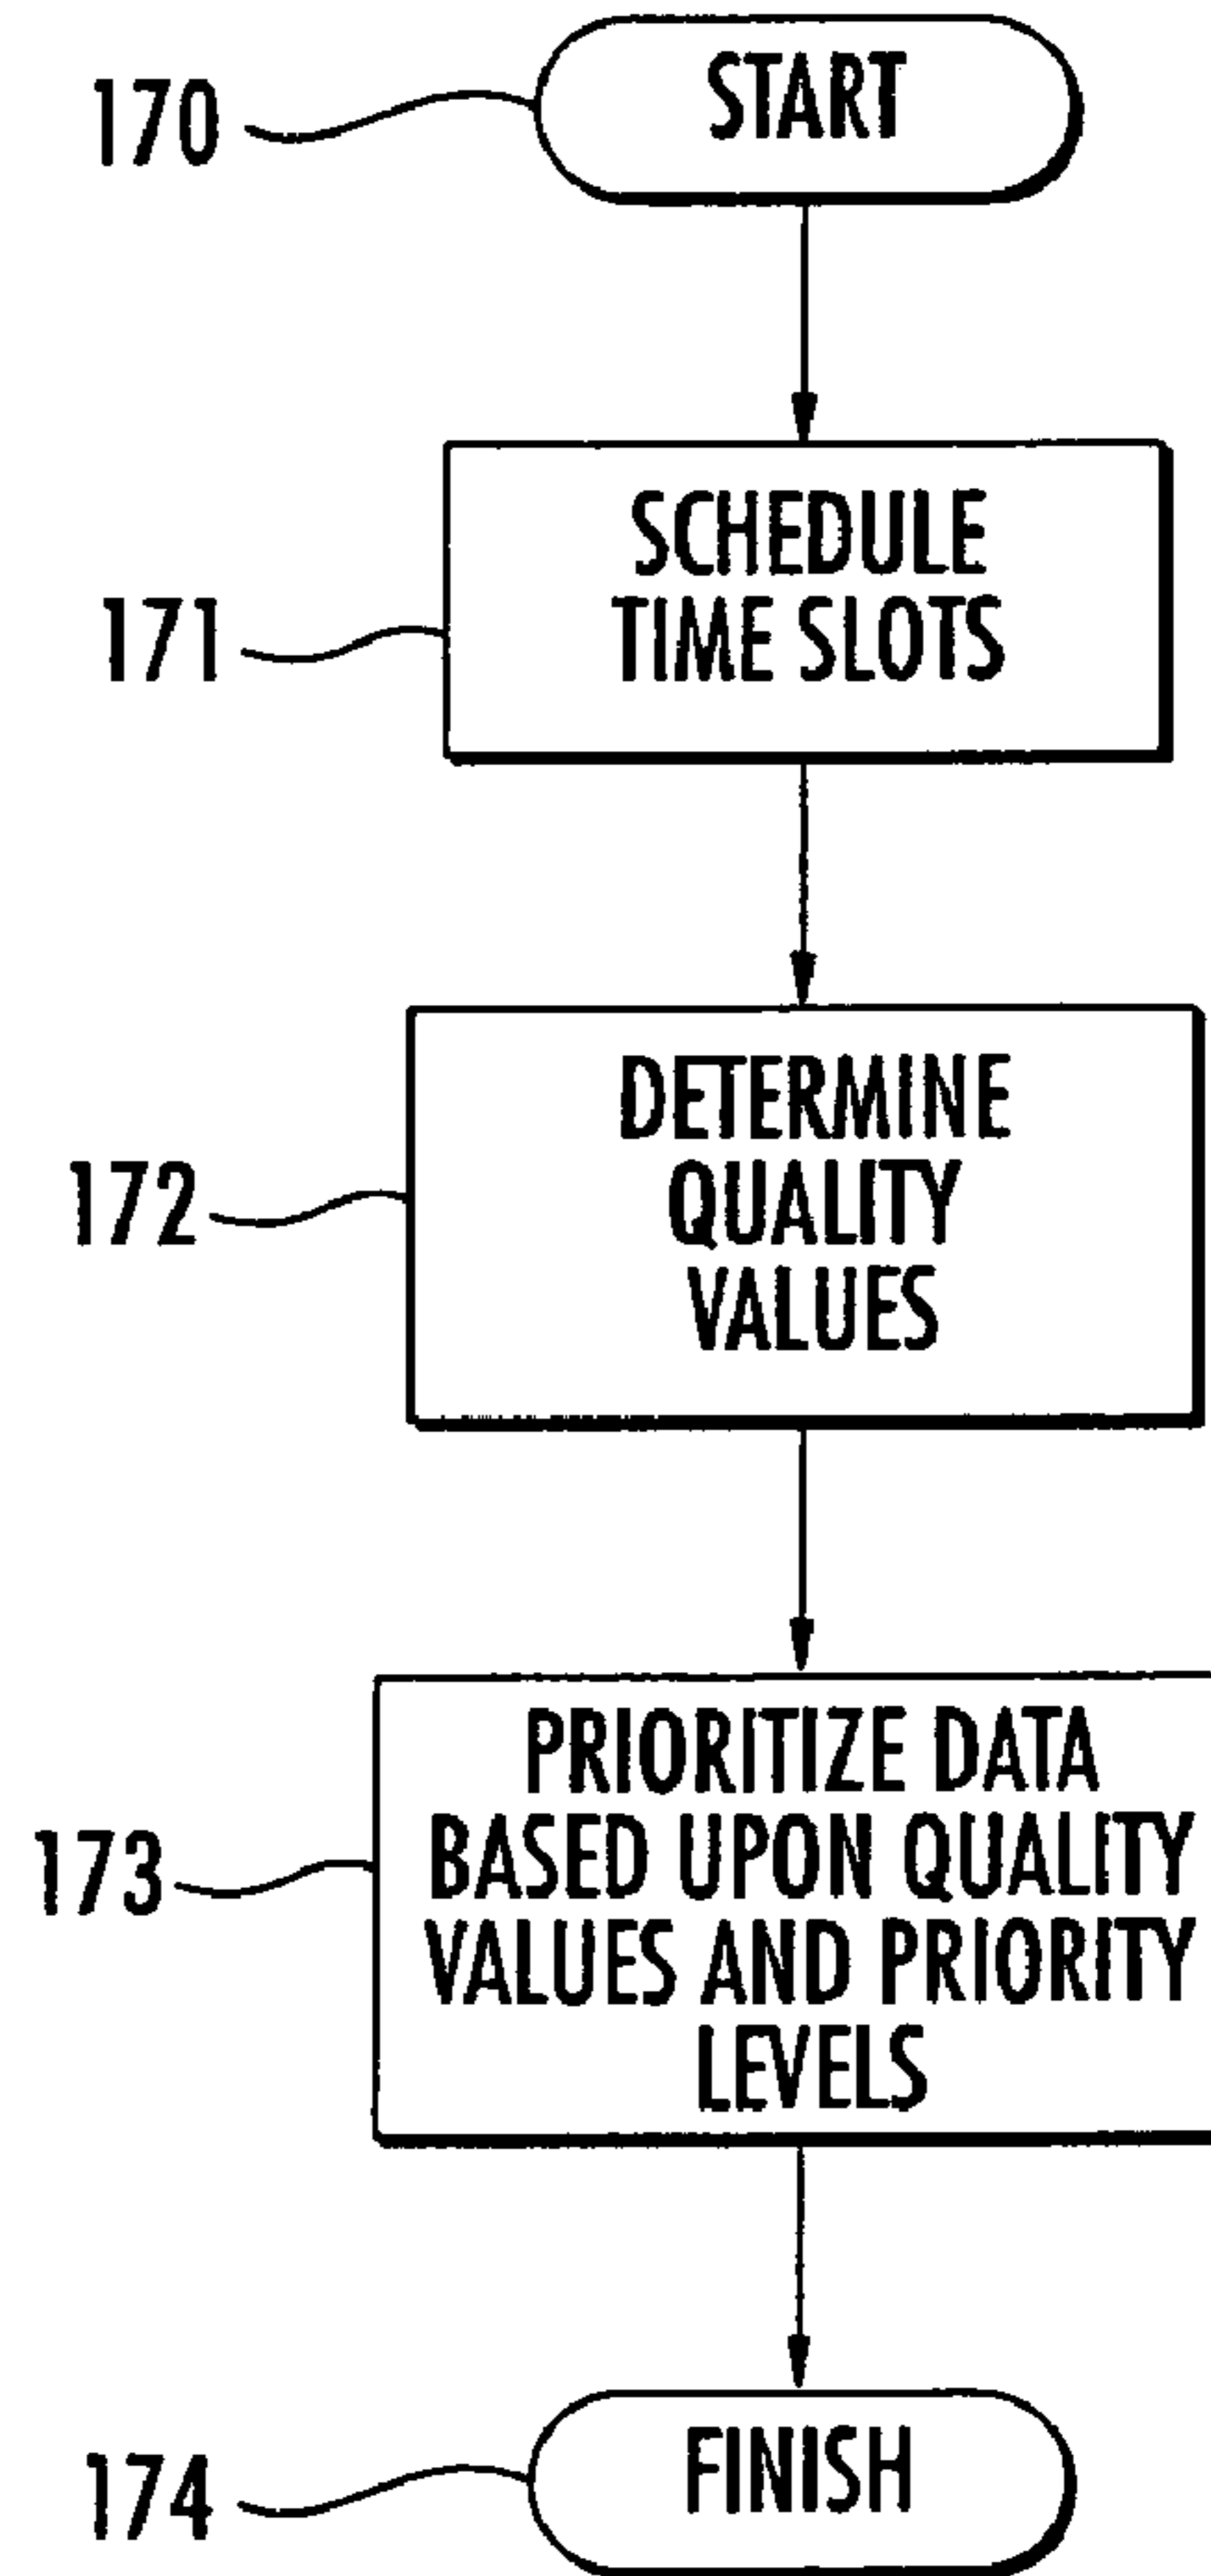 170
START
171
SCHEDULE
TIME SLOTS
172
DETERMINE
QUALITY
VALUES
173
PRIORITIZE DATA
BASED UPON QUALITY
VALUES AND PRIORITY
LEVELS
174
FINISH